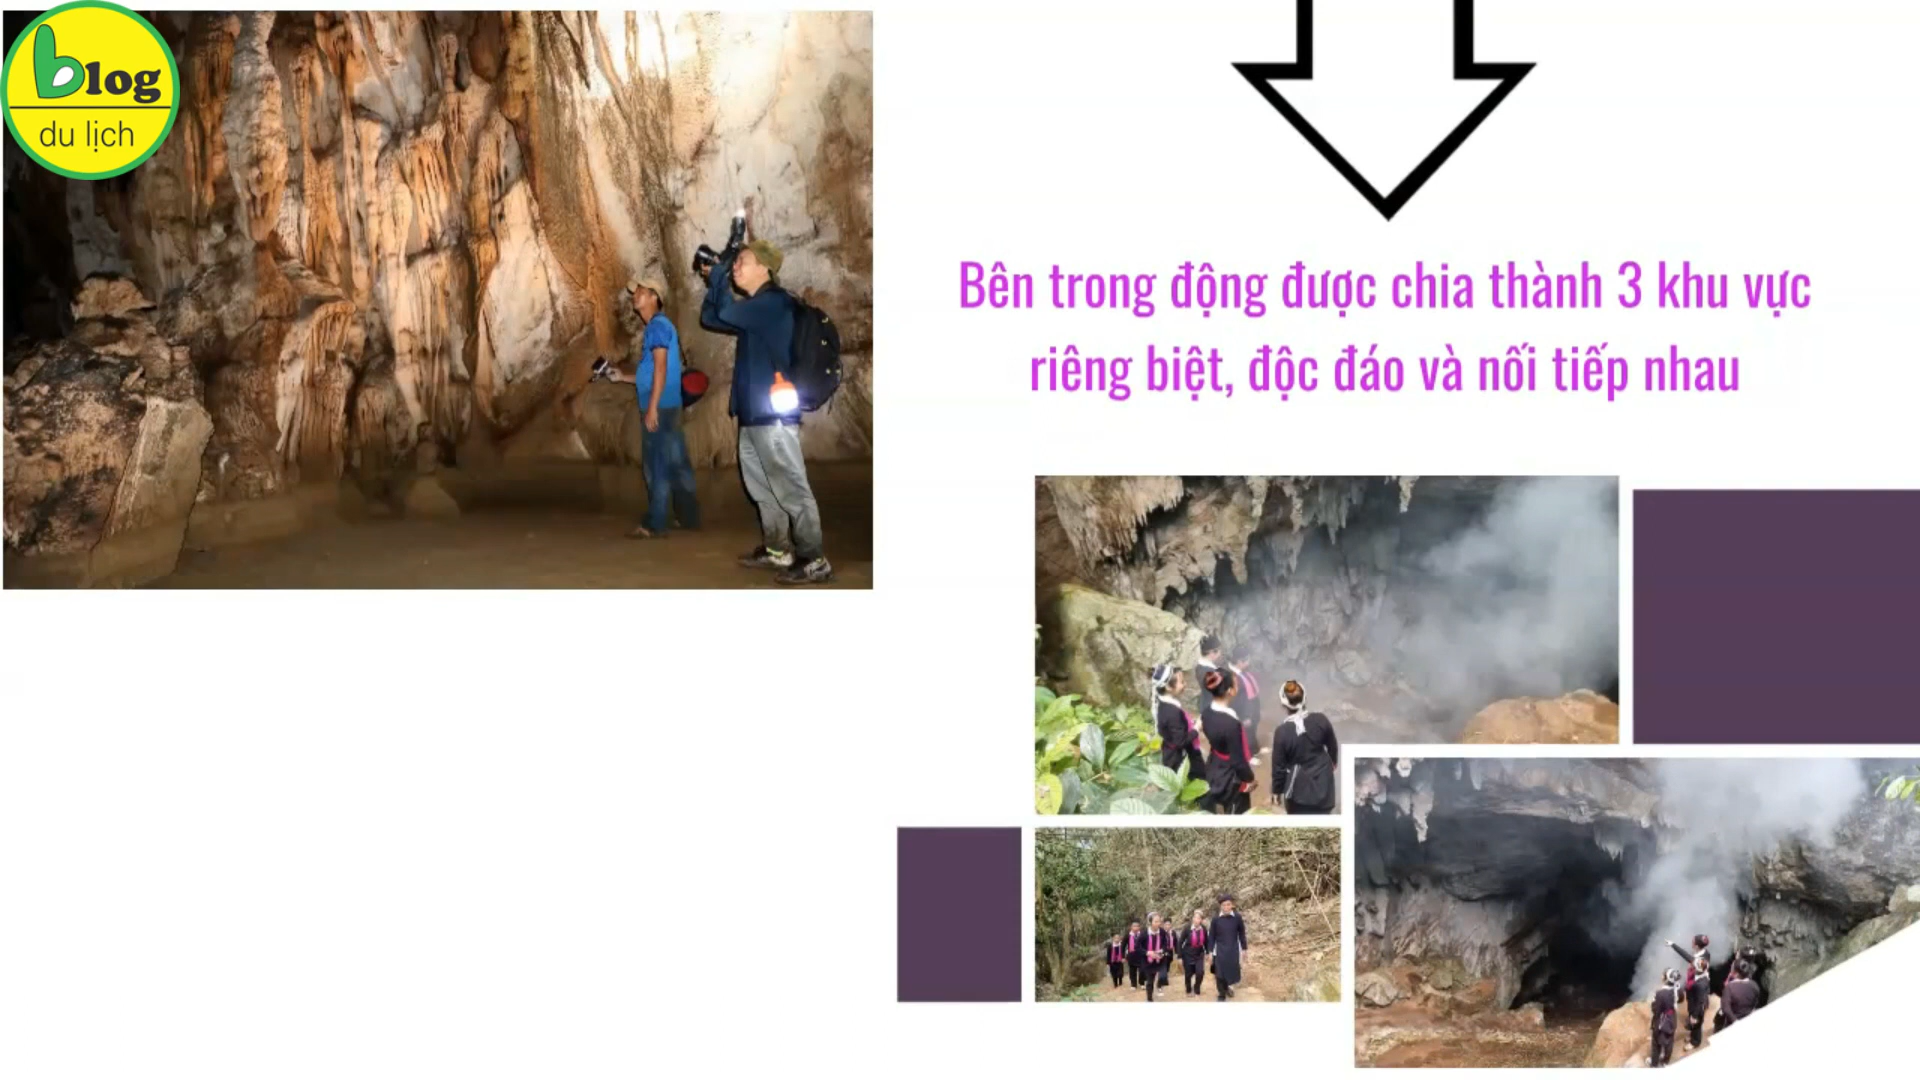 blog
du lịch
Bên trong động được chia thành 3 khu vực
riêng biệt, độc đáo và nối tiếp nhau